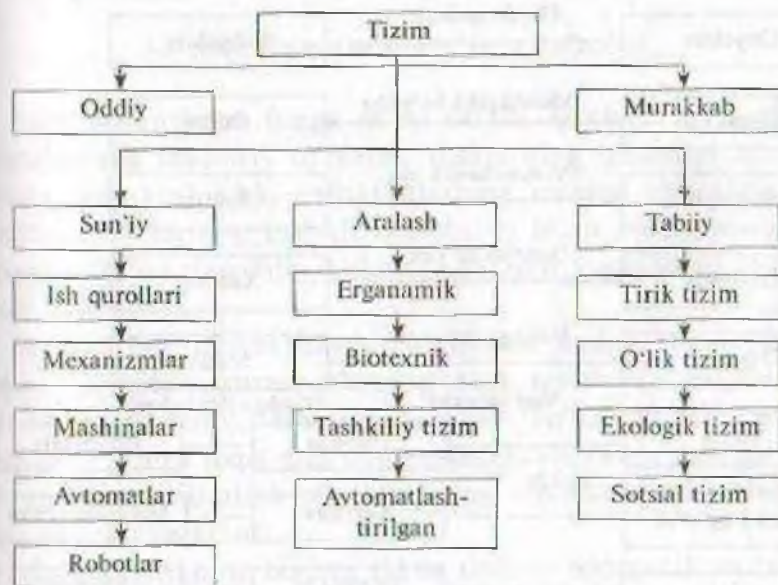 Tizim
Oddiy
Murakkab
Sun'iy
Aralash
Tabiiy
Ish qurollari
Erganamik
Tirik tizim
Mexanizmlar
Biotexnik
O‘lik tizim
Mashinalar
Tashkiliy tizim
Ekologik tizim
Avtomatlar
Avtomatlash-
tirilgan
Sotsial tizim
Robotlar